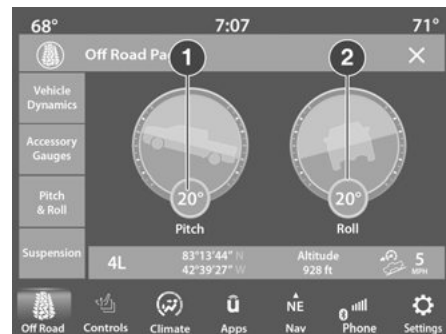 68° 7:07 71°
Off Road Pa
1
2
Vehicle
Dynamics
Accessory
Gauges
Pitch
& Roll
Suspension
20°
Pitch
20°
Roll
4L
83°13'44" N
42°39'27" W
Altitude
928 ft
5
MPH
Off Road
Controls
Climate
û
Apps
NE
Nav
Phone
Settings